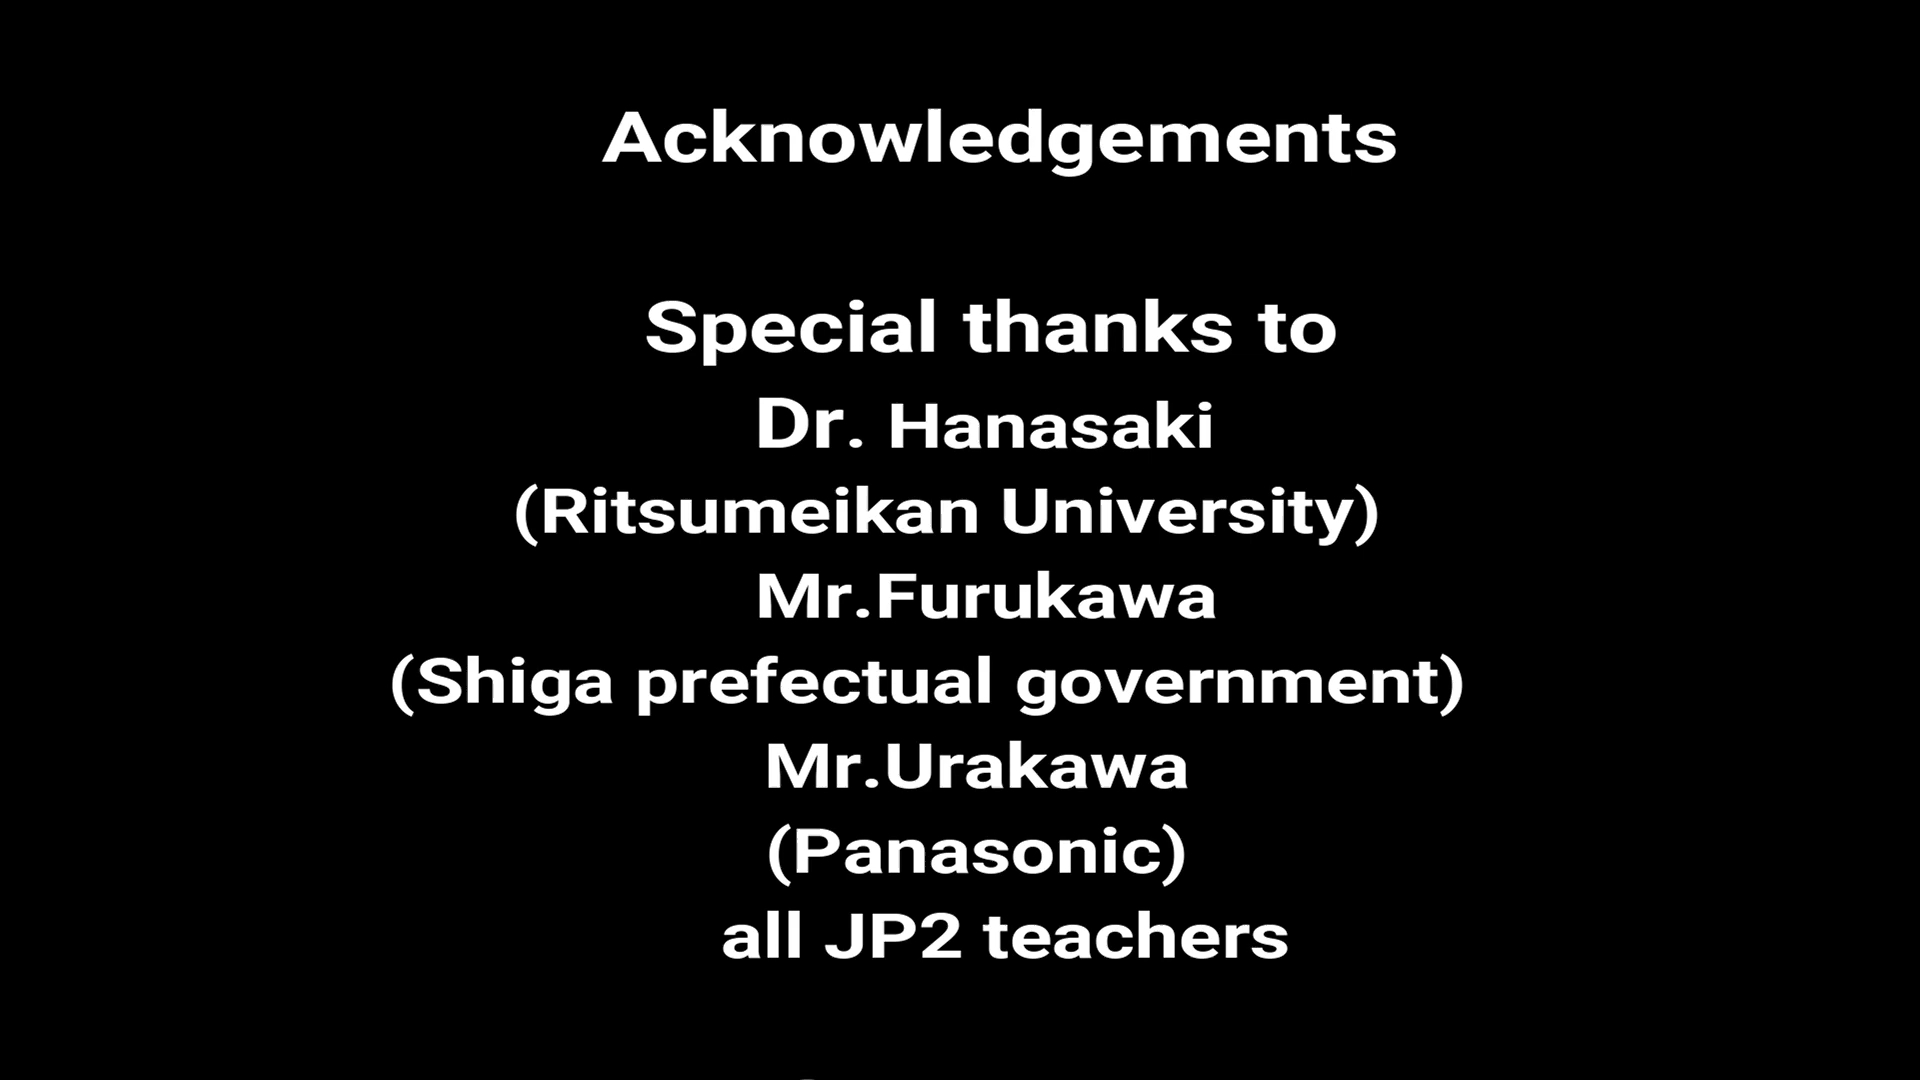 Acknowledgements
Special thanks to
Dr. Hanasaki
(Ritsumeikan University)
Mr.Furukawa
(Shiga prefectual government)
Mr.Urakawa
(Panasonic)
all JP2 teachers